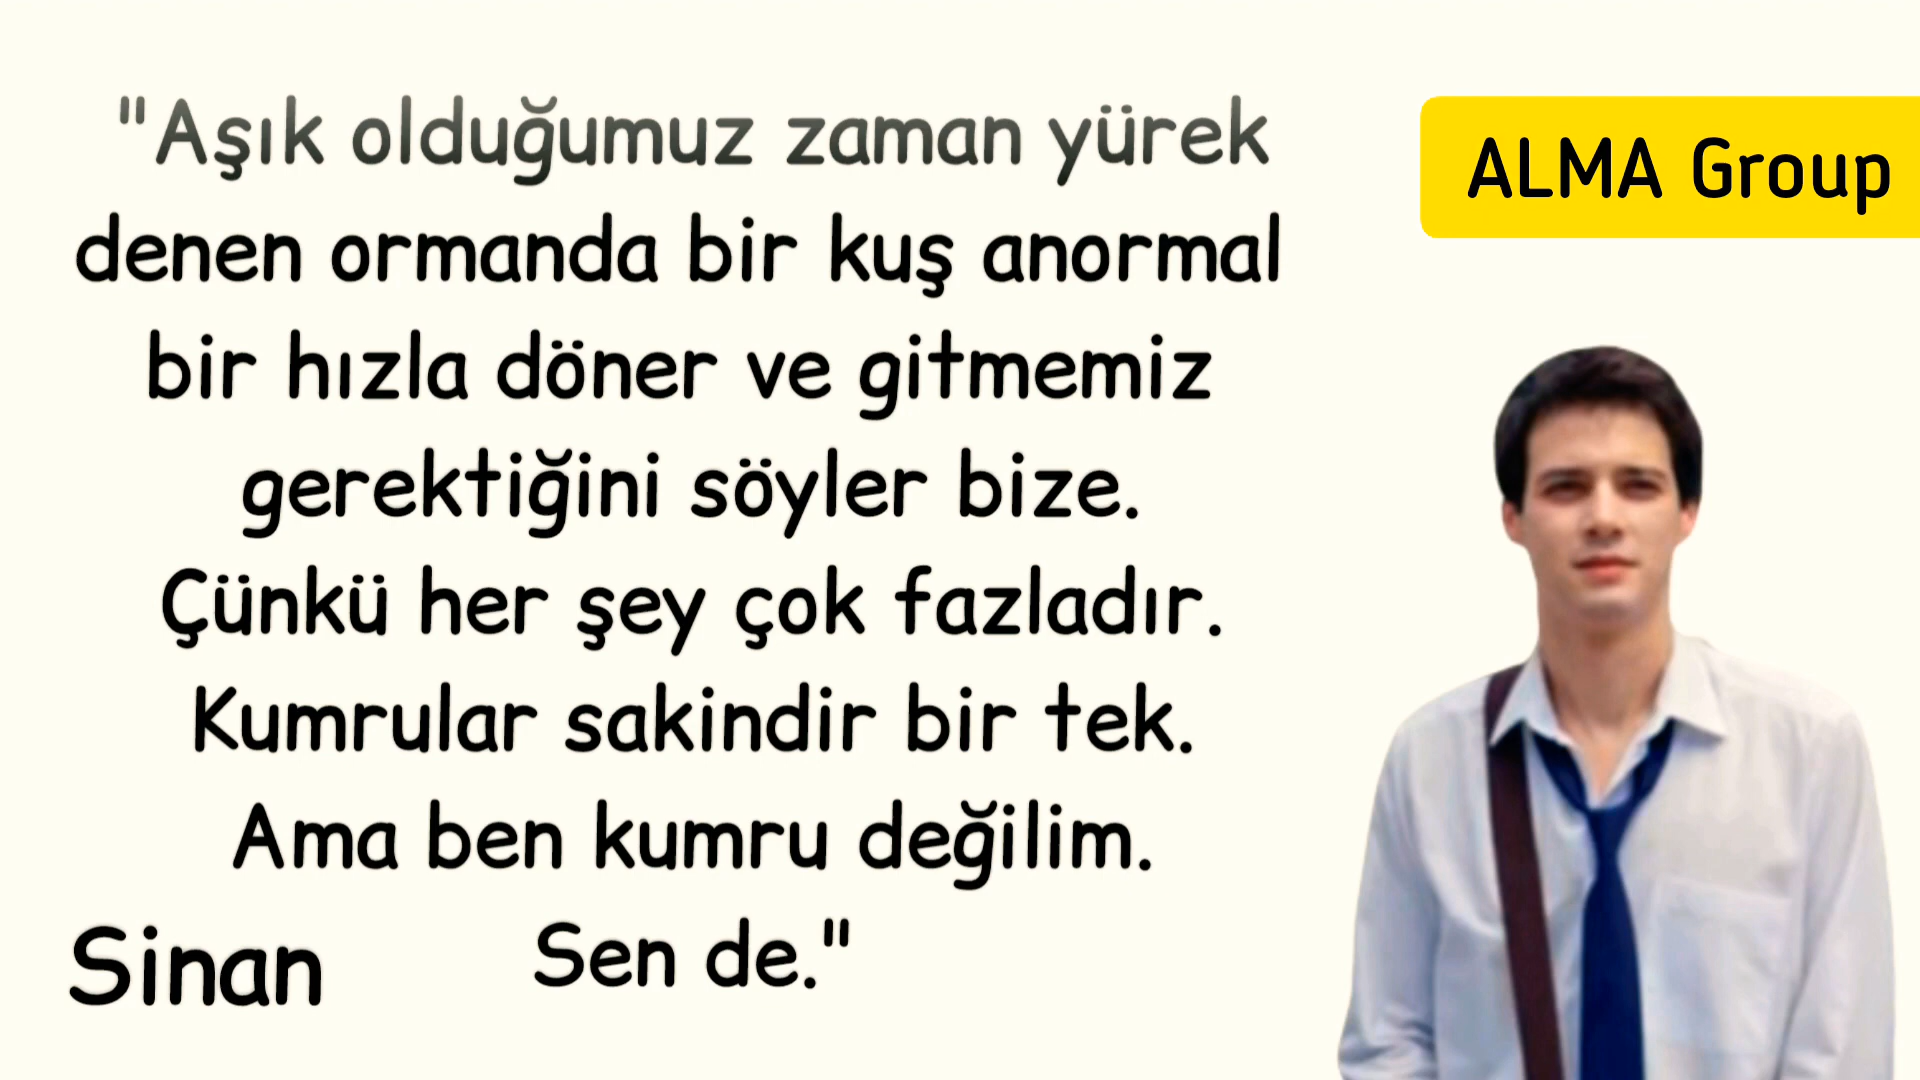 "Aşık olduğumuz zaman yürek
denen ormanda bir kuş anormal
bir hızla döner ve gitmemiz
gerektiğini söyler bize.
Çünkü her şey çok fazladır.
Kumrular sakindir bir tek.
Ama ben kumru değilim.
Sen de."
Sinan
ALMA Group